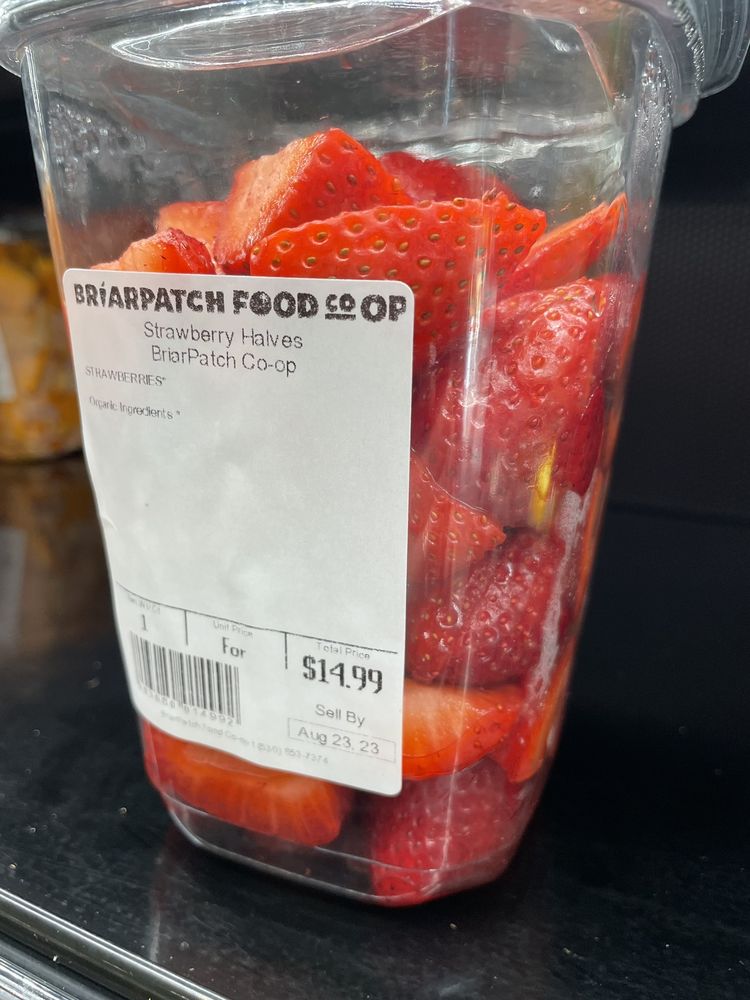 BRIARPATCH FOOD CO OP
Strawberry Halves
BriarPatch Co-op
STRAWBERRIES*
Organic Ingredients *
Unit Price
Total Price
1
For
$14.99
Sell By
Aug 23, 23